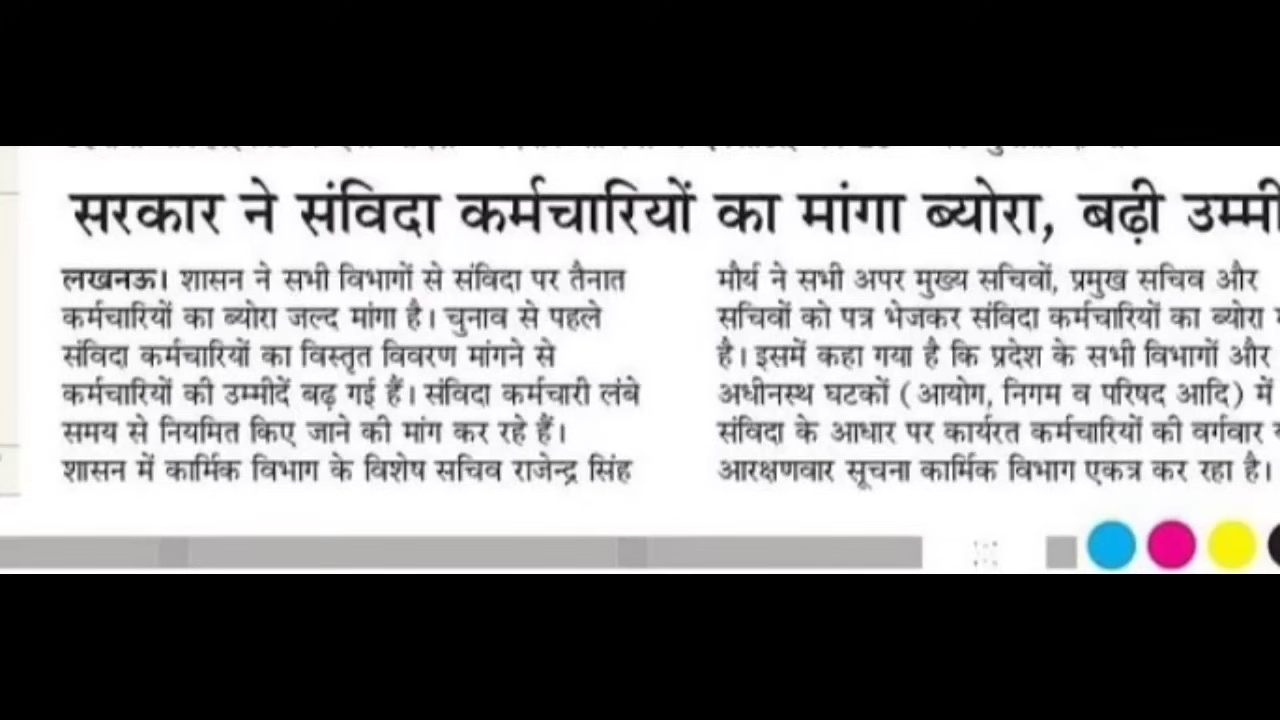 सरकार ने संविदा कर्मचारियों का मांगा ब्योरा, बढ़ी
लखनऊ। शासन ने सभी विभागों से संविदा पर तैनात
कर्मचारियों का ब्योरा जल्द मांगा है। चुनाव से पहले
संविदा कर्मचारियों का विस्तृत विवरण मांगने से
कर्मचारियों की उम्मीदें बढ़ गई हैं। संविदा कर्मचारी लंबे
समय से नियमित किए जाने की मांग कर रहे हैं।
शासन में कार्मिक विभाग के विशेष सचिव राजेन्द्र सिंह
मौर्य ने सभी अपर मुख्य सचिवों, प्रमुख सचिव और
सचिवों को पत्र भेजकर संविदा कर्मचारियों का ब्योरा
है। इसमें कहा गया है कि प्रदेश के सभी विभागों और
अधीनस्थ घटकों (आयोग, निगम व परिषद आदि) में
संविदा के आधार पर कार्यरत कर्मचारियों की वर्गवार
आरक्षणवार सूचना कार्मिक विभाग एकत्र कर रहा है।